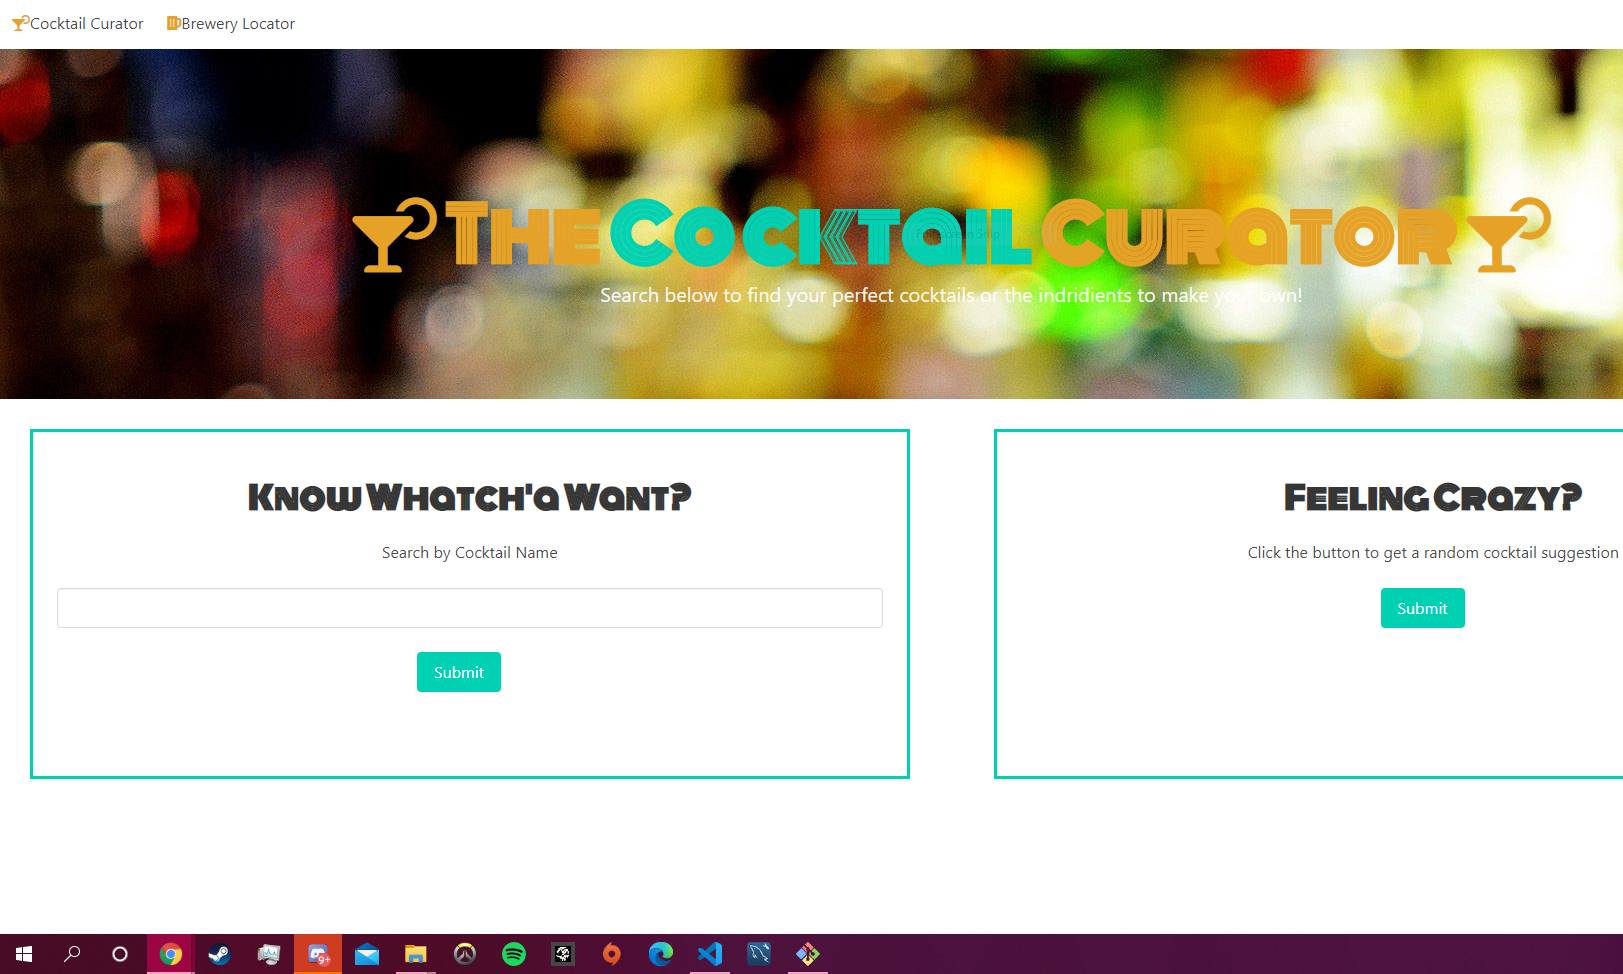 Cocktail Curator Brewery Locator
The Cocktail Curator
Search below to find your perfect cocktails or the indridients to make your own!
Know Whatch'a Want?
Search by Cocktail Name
Submit
Feeling Crazy?
Click the button to get a random cocktail suggestion
Submit
9+